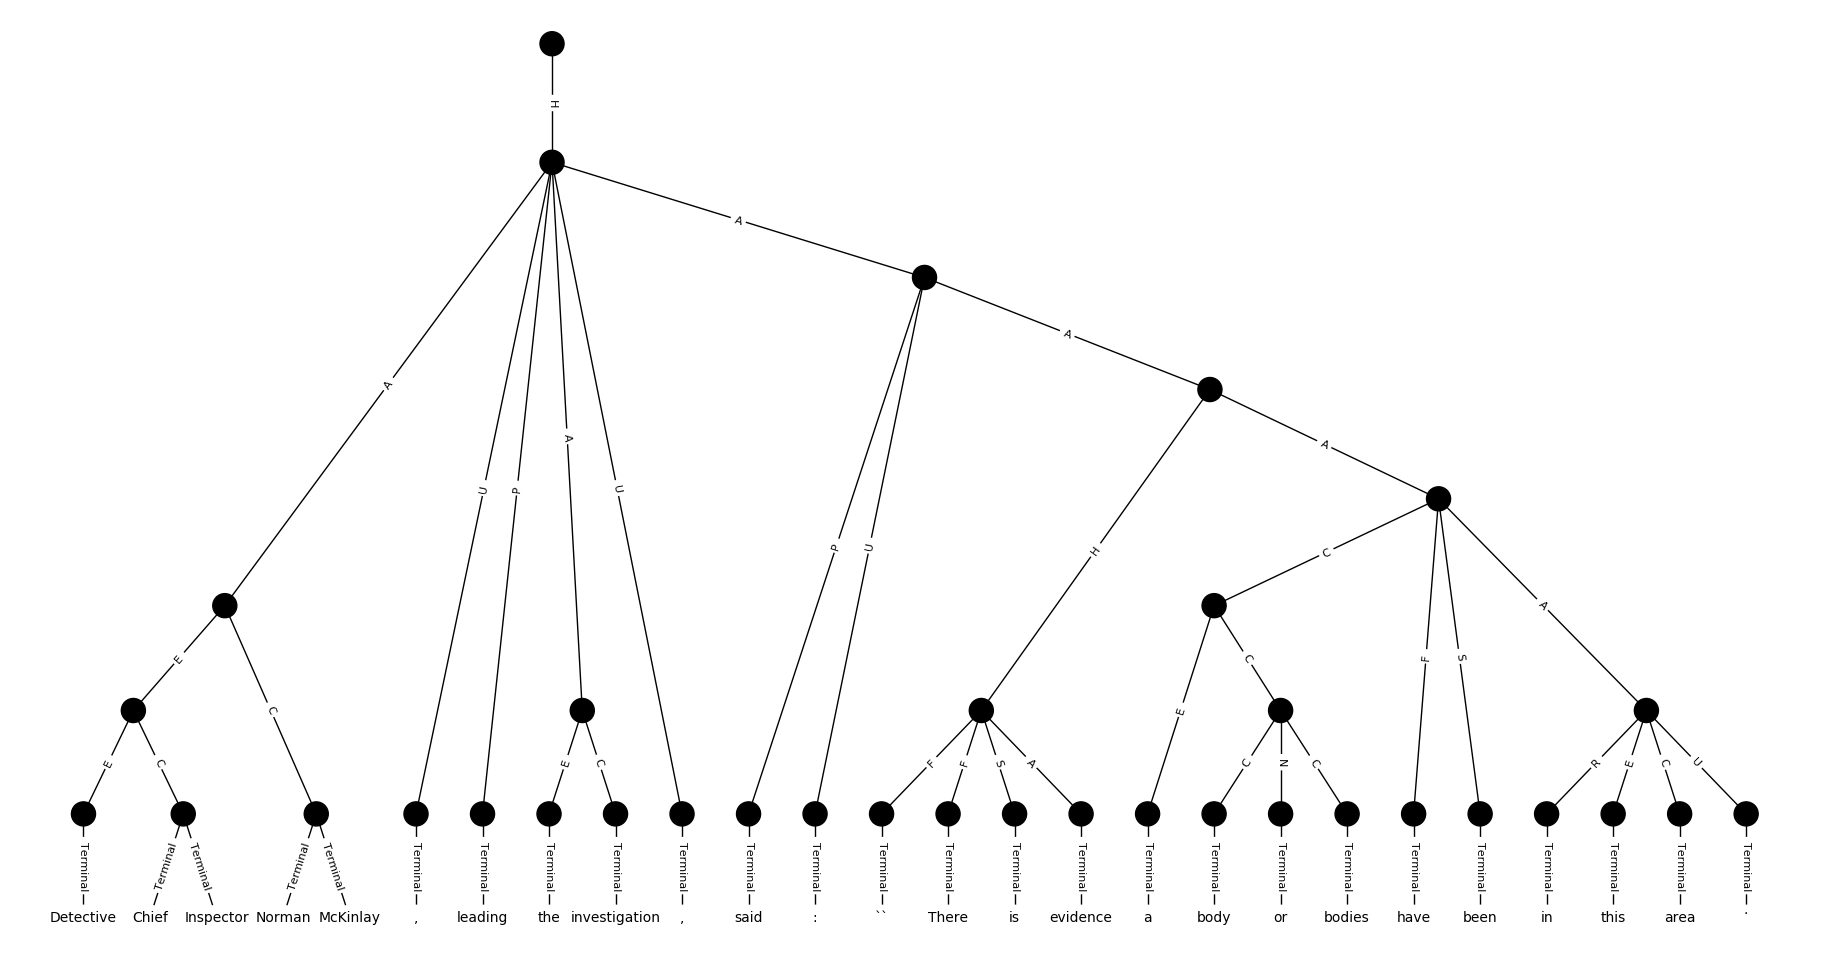 H
A
A
A
A
U
P
A
U
P
U
H
C
F
S
A
E
C
E
C
E
C
E
C
F
F
S
A
E
C
C
N
C
R
E
C
U
Terminal Terminal Terminal Terminal Terminal Terminal Terminal Terminal Terminal Terminal Terminal Terminal Terminal Terminal Terminal Terminal Terminal Terminal Terminal Terminal Terminal Terminal Terminal Terminal Terminal Terminal
Detective Chief Inspector Norman McKinlay , leading the investigation , said : `` There is evidence a body or bodies have been in this area .